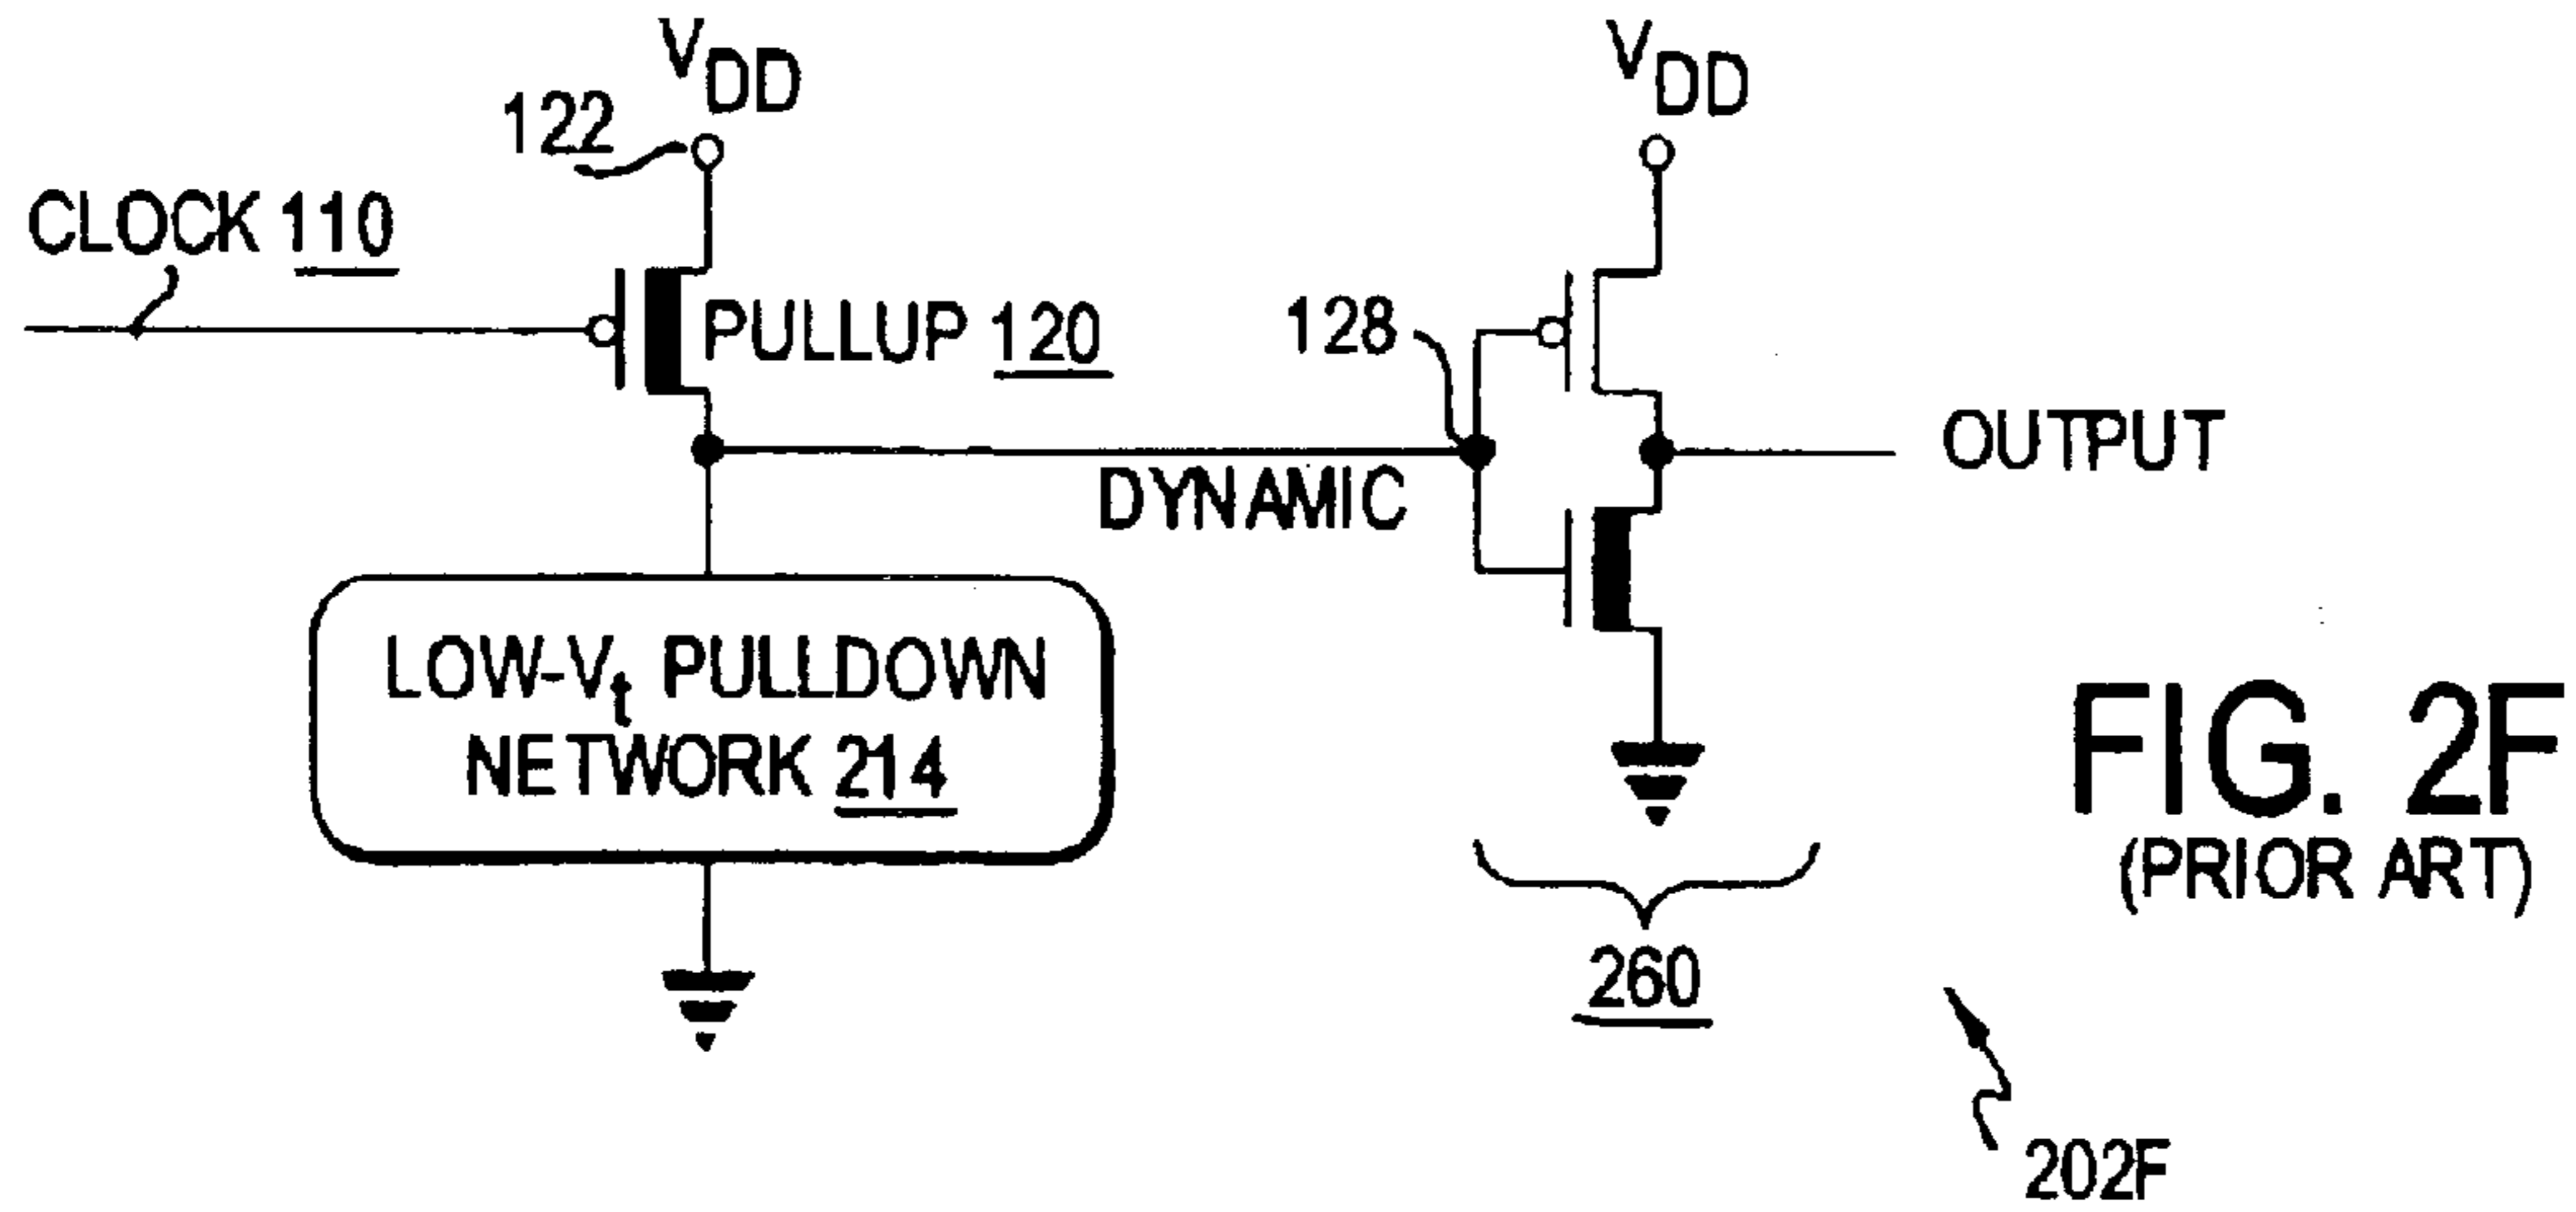 VDD
VDD
122
CLOCK 110
PULLUP 120
128
OUTPUT
DYNAMIC
LOW-Vt PULLDOWN
NETWORK 214
FIG. 2F
(PRIOR ART)
260
202F